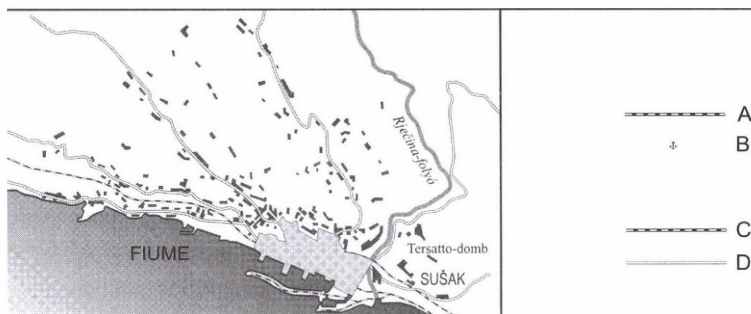 Rječina-folyó
Tersatto-domb
FIUME
SUŠAK
A
B
C
D